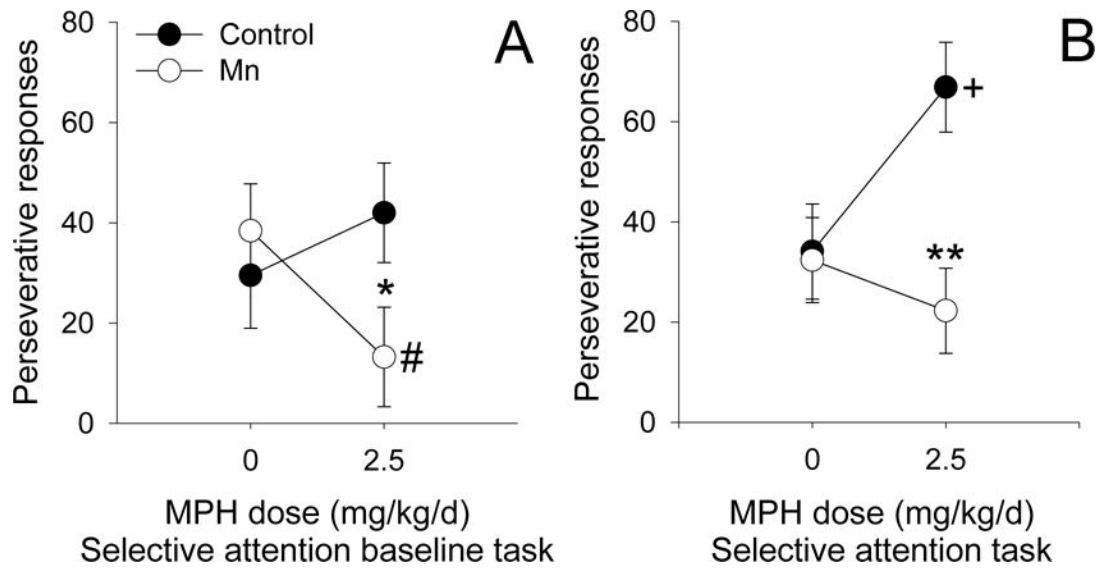 A
Control
Mn
Perseverative responses
80
60
40
20
0
*
#
0 2.5
MPH dose (mg/kg/d)
Selective attention baseline task
B
Perseverative responses
80
60
40
20
0
+
**
0 2.5
MPH dose (mg/kg/d)
Selective attention task